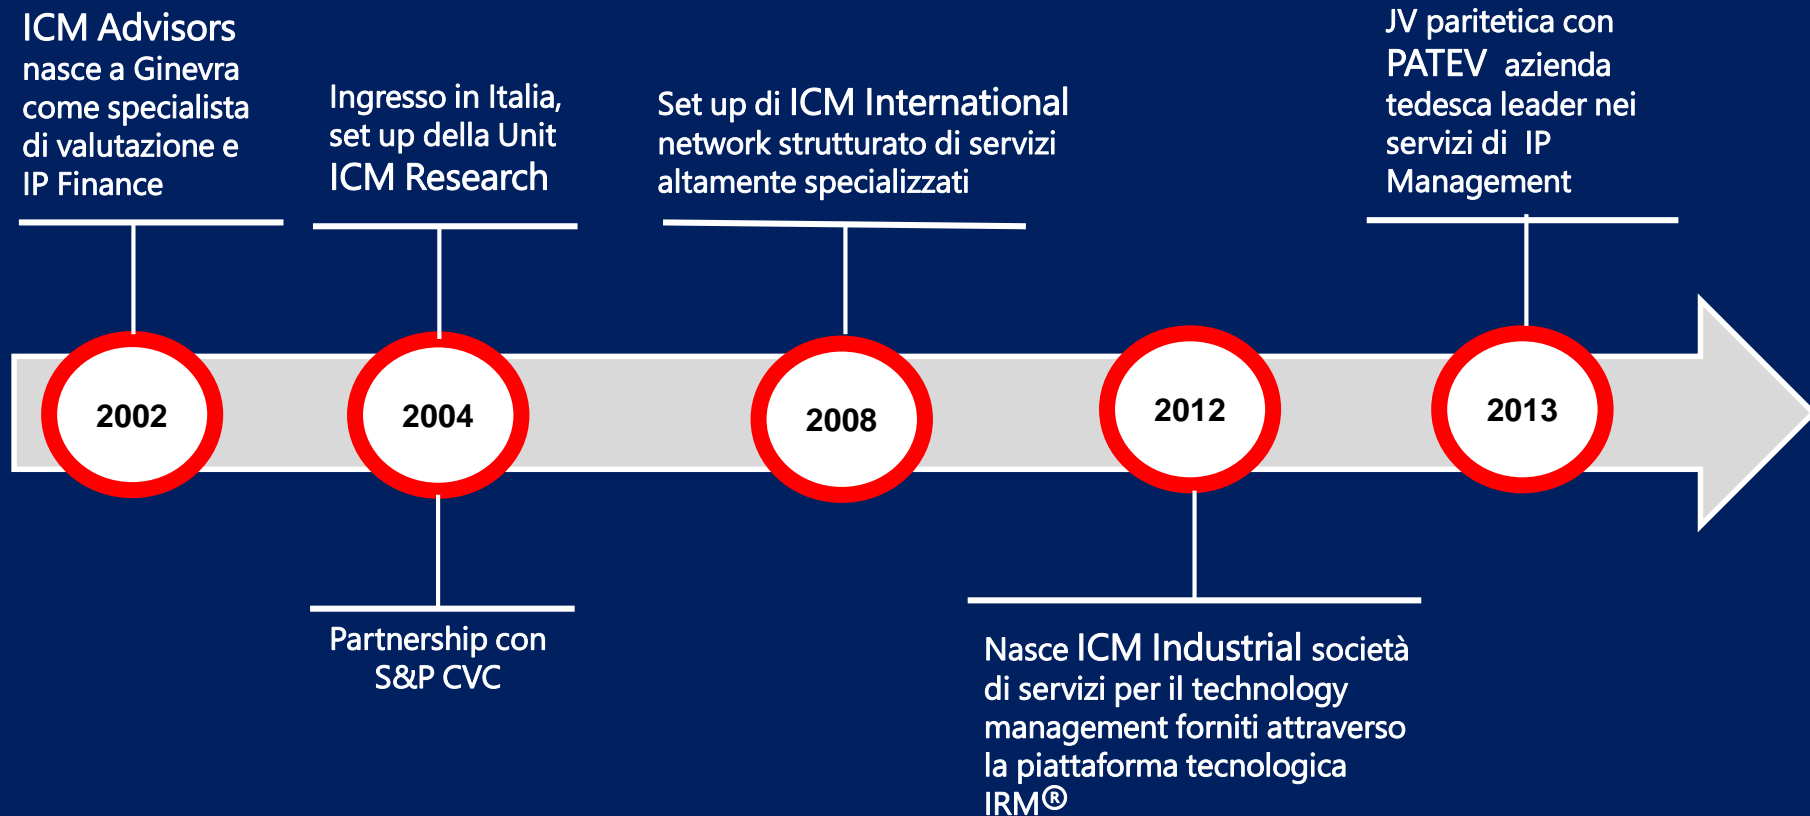 ICM Advisors
nasce a Ginevra
come specialista
di valutazione e
IP Finance
Ingresso in Italia,
set up della Unit
ICM Research
Set up di ICM International
network strutturato di servizi
altamente specializzati
JV paritetica con
PATEV azienda
tedesca leader nei
servizi di IP
Management
2002
2004
2008
2012
2013
Partnership con
S&P CVC
Nasce ICM Industrial società
di servizi per il technology
management forniti attraverso
la piattaforma tecnologica
IRM®